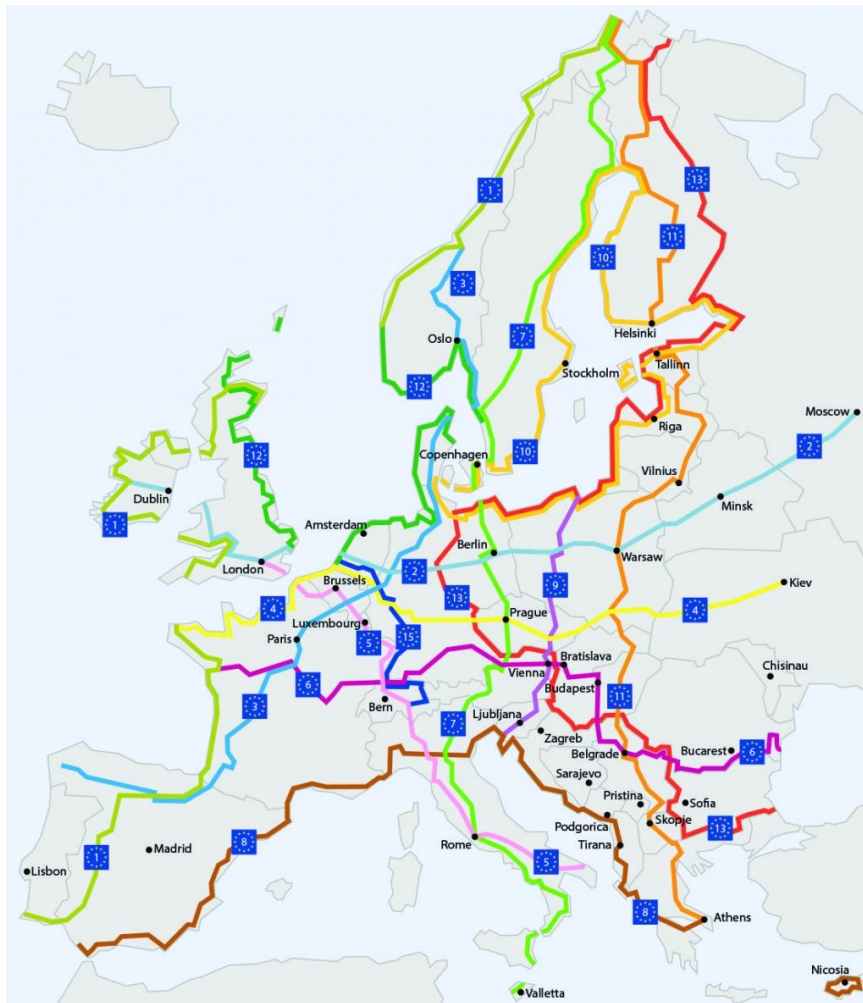 1
13
3
11
10
Helsinki
7
Oslo
Tallinn
Stockholm
12
Moscow
Riga
2
12
10
Copenhagen
Vilnius
Dublin
Minsk
1
Amsterdam
Berlin
Warsaw
London
2
9
Brussels
13
Kiev
4
Prague
4
Luxembourg
15
Paris
5
Bratislava
Vienna
Chisinau
6
Budapest
11
3
Bern
Ljubljana
7
Zagreb
Bucarest
6
Belgrade
Sarajevo
Pristina
Sofia
Podgorica
Skopje
13
Rome
Tirana
Madrid
8
1
5
Lisbon
8
Athens
Nicosia
Valletta